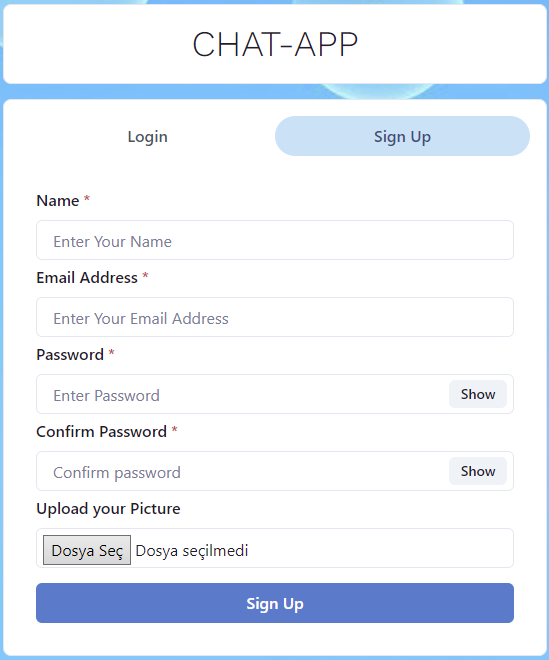 CHAT-APP
Login Sign Up
Name *
Enter Your Name
Email Address *
Enter Your Email Address
Password *
Enter Password Show
Confirm Password *
Confirm password Show
Upload your Picture
Dosya Seç Dosya seçilmedi
Sign Up